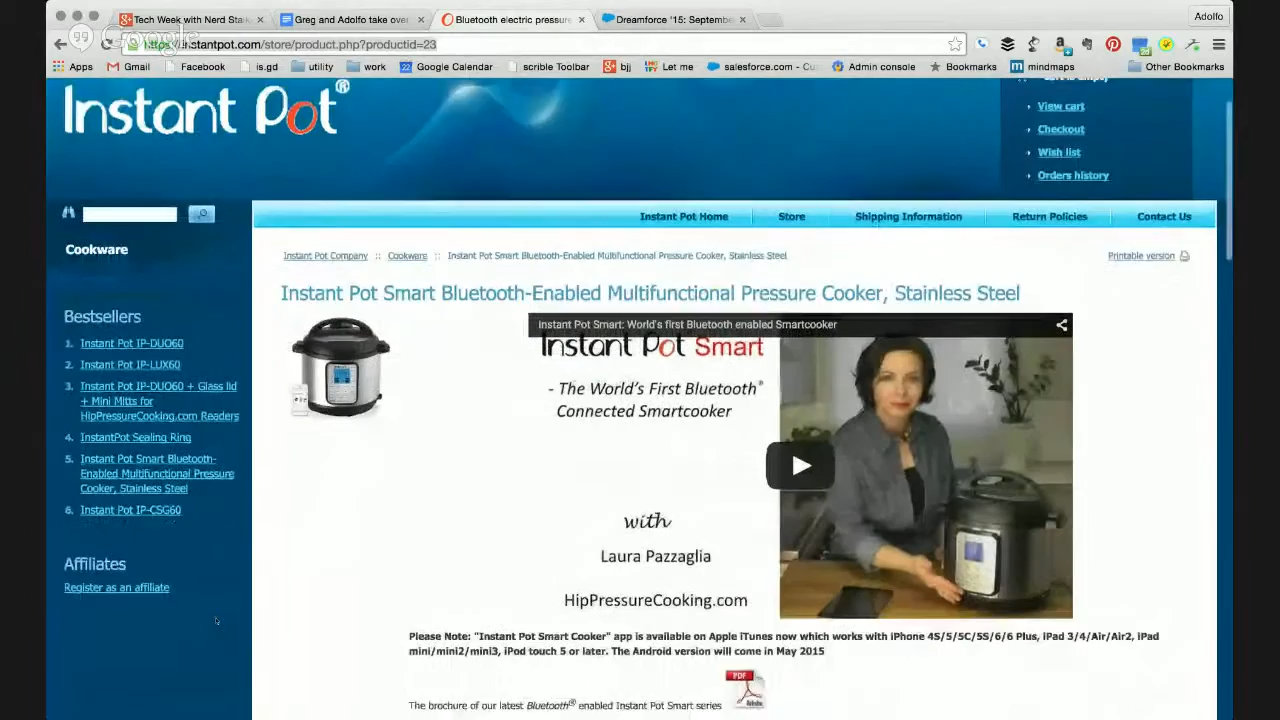 Tech Week with Nerd Sta
Greg and Adolfo take over
Bluetooth electric pressure
Dreamforce '15: Septemb
Adolfo
Google
https://instantpot.com/store/product.php?productid=23
Apps
Gmail
Facebook
is.gd
utility
work
Google Calendar
scrible Toolbar
bjj
Let me
salesforce.com - Cu
Admin console
Bookmarks
mindmaps
Other Bookmarks
Instant Pot®
View cart
Checkout
Wish list
Orders history
Instant Pot Home
Store
Shipping Information
Return Policies
Contact Us
Cookware
Instant Pot Company :: Cookware :: Instant Pot Smart Bluetooth-Enabled Multifunctional Pressure Cooker, Stainless Steel
Printable version
Instant Pot Smart Bluetooth-Enabled Multifunctional Pressure Cooker, Stainless Steel
Bestsellers
1. Instant Pot IP-DUO60
2. Instant Pot IP-LUX60
3. Instant Pot IP-DUO60 + Glass lid
+ Mini Mitts for
HipPressureCooking.com Readers
4. InstantPot Sealing Ring
5. Instant Pot Smart Bluetooth-
Enabled Multifunctional Pressure
Cooker, Stainless Steel
6. Instant Pot IP-CSG60
Affiliates
Register as an affiliate
Instant Pot Smart: World's first Bluetooth enabled Smartcooker
Instant Pot Smart
- The World's First Bluetooth®
Connected Smartcooker
with
Laura Pazzaglia
HipPressureCooking.com
Please Note: "Instant Pot Smart Cooker" app is available on Apple iTunes now which works with iPhone 4S/5/5C/5S/6/6 Plus, iPad 3/4/Air/Air2, iPad
mini/mini2/mini3, iPod touch 5 or later. The Android version will come in May 2015
PDF
Adobe
The brochure of our latest Bluetooth® enabled Instant Pot Smart series